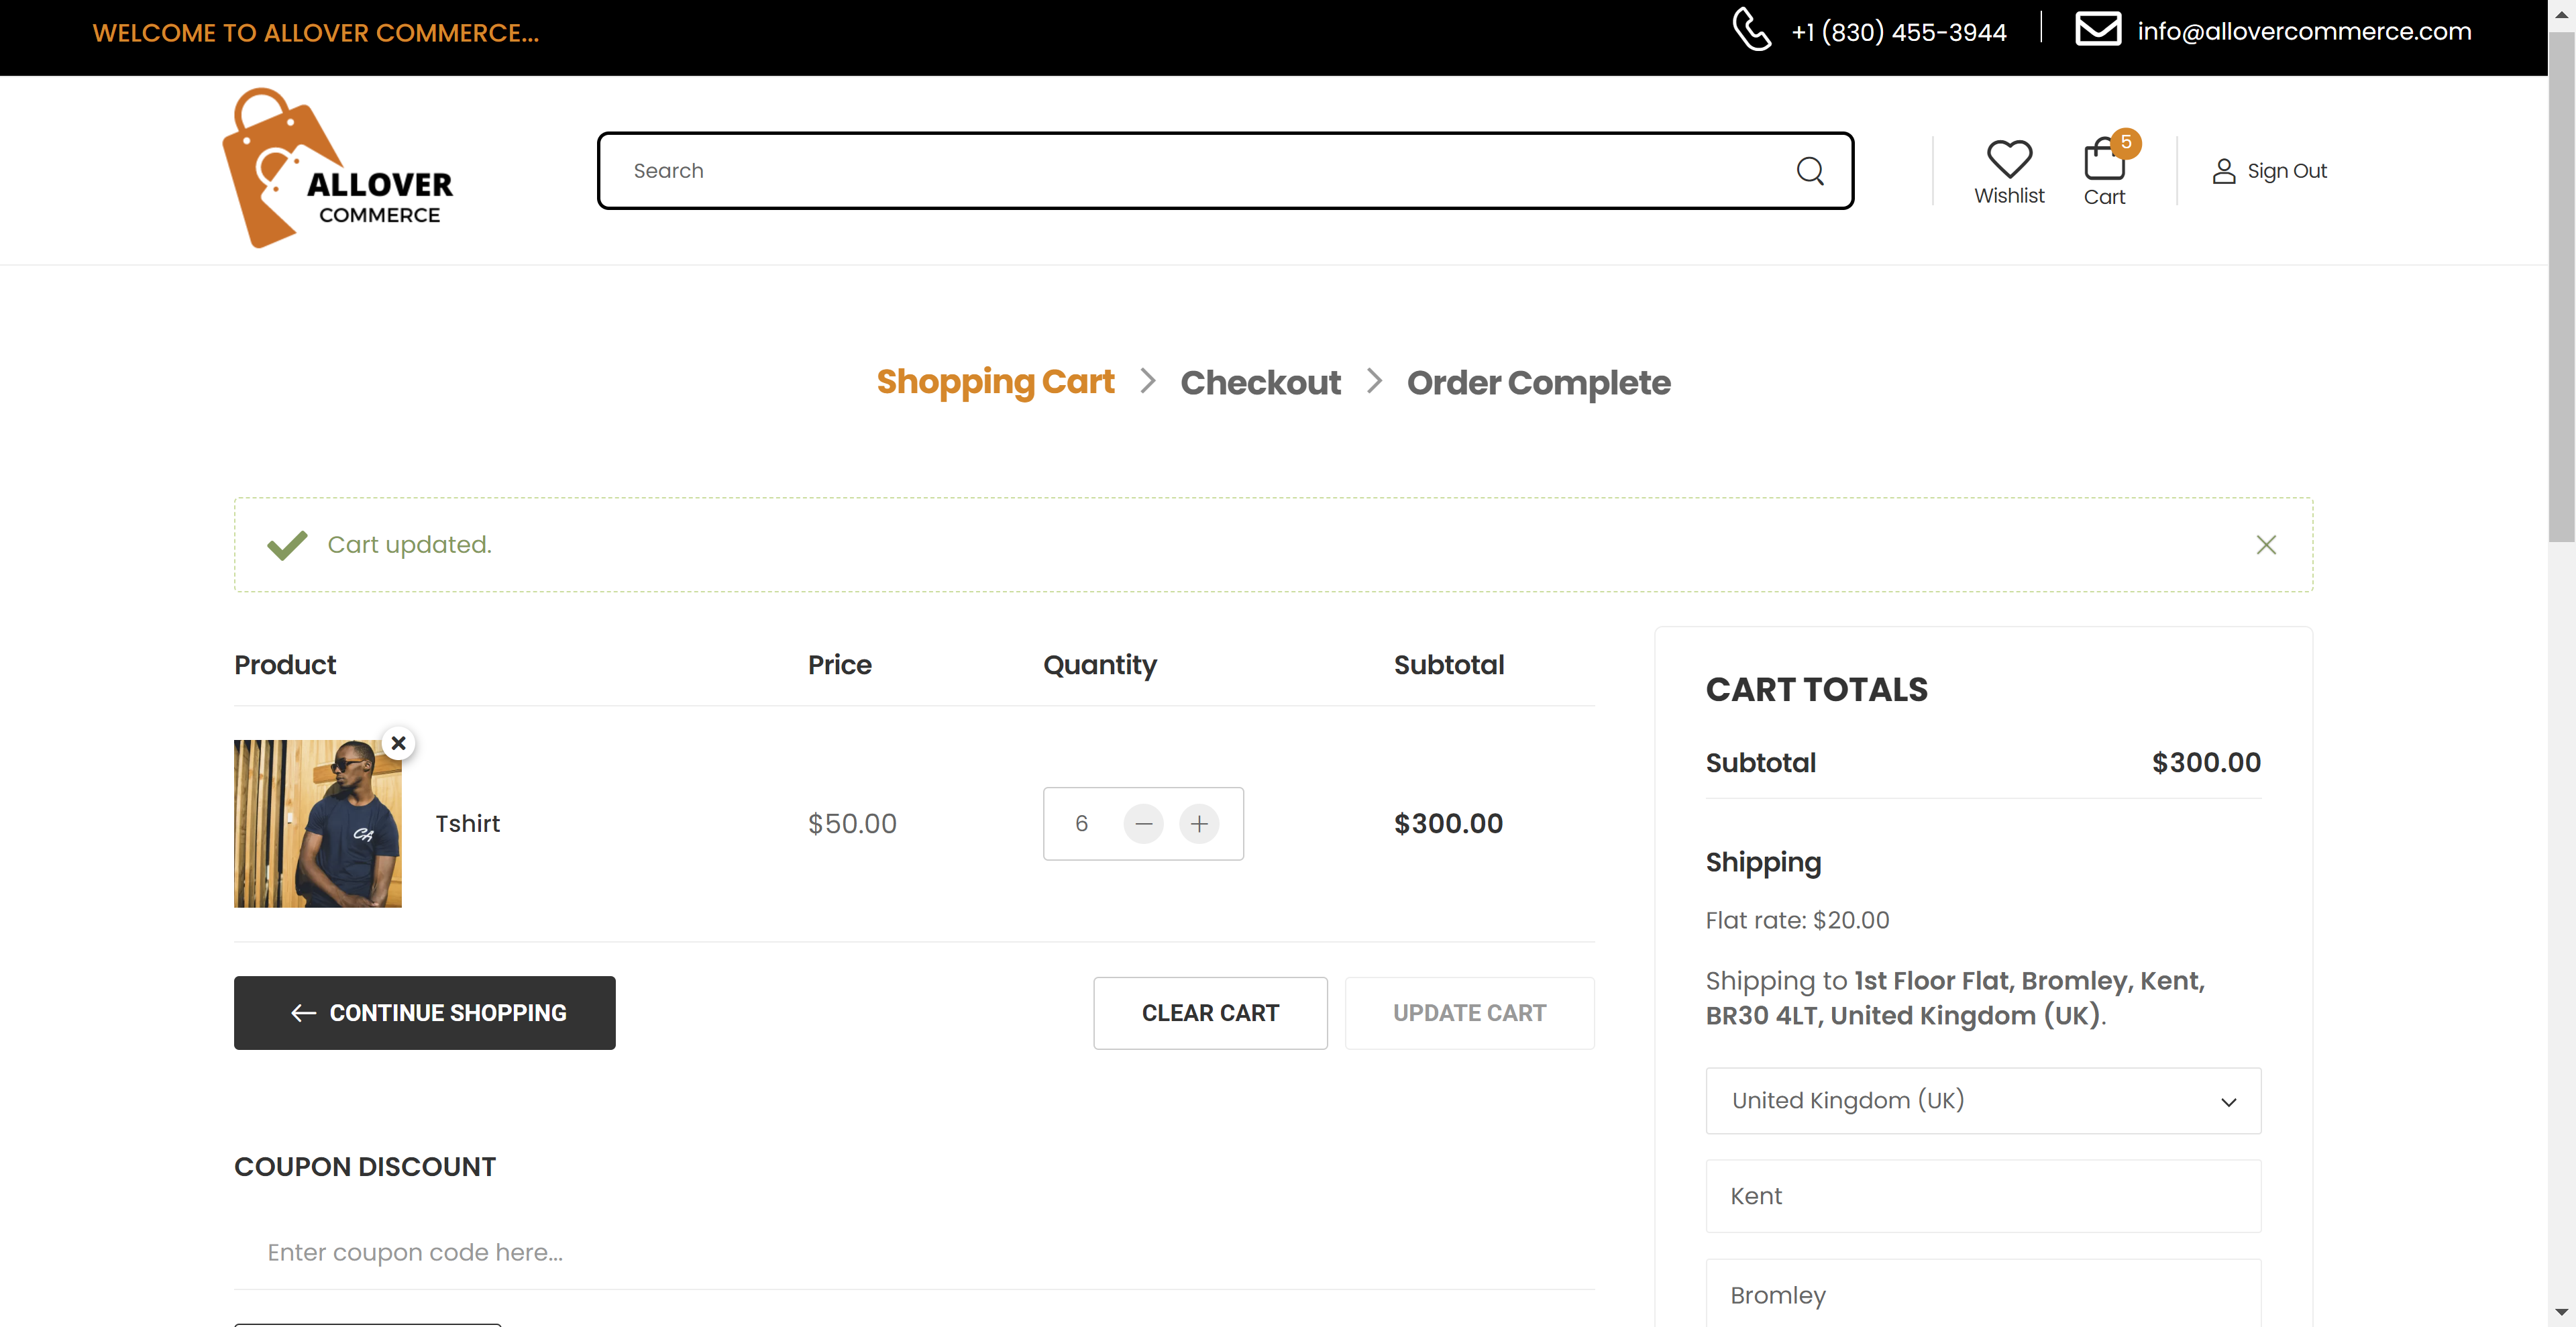 WELCOME TO ALLOVER COMMERCE...
+1 (830) 455-3944
info@allovercommerce.com
ALLOVER
COMMERCE
Search
Wishlist
5
Cart
Sign Out
Shopping Cart
Checkout
Order Complete
Cart updated.
Product Price Quantity Subtotal
Tshirt $50.00 6 $300.00
CONTINUE SHOPPING
CLEAR CART
UPDATE CART
COUPON DISCOUNT
Enter coupon code here...
CART TOTALS
Subtotal $300.00
Shipping
Flat rate: $20.00
Shipping to 1st Floor Flat, Bromley, Kent,
BR30 4LT, United Kingdom (UK).
United Kingdom (UK)
Kent
Bromley